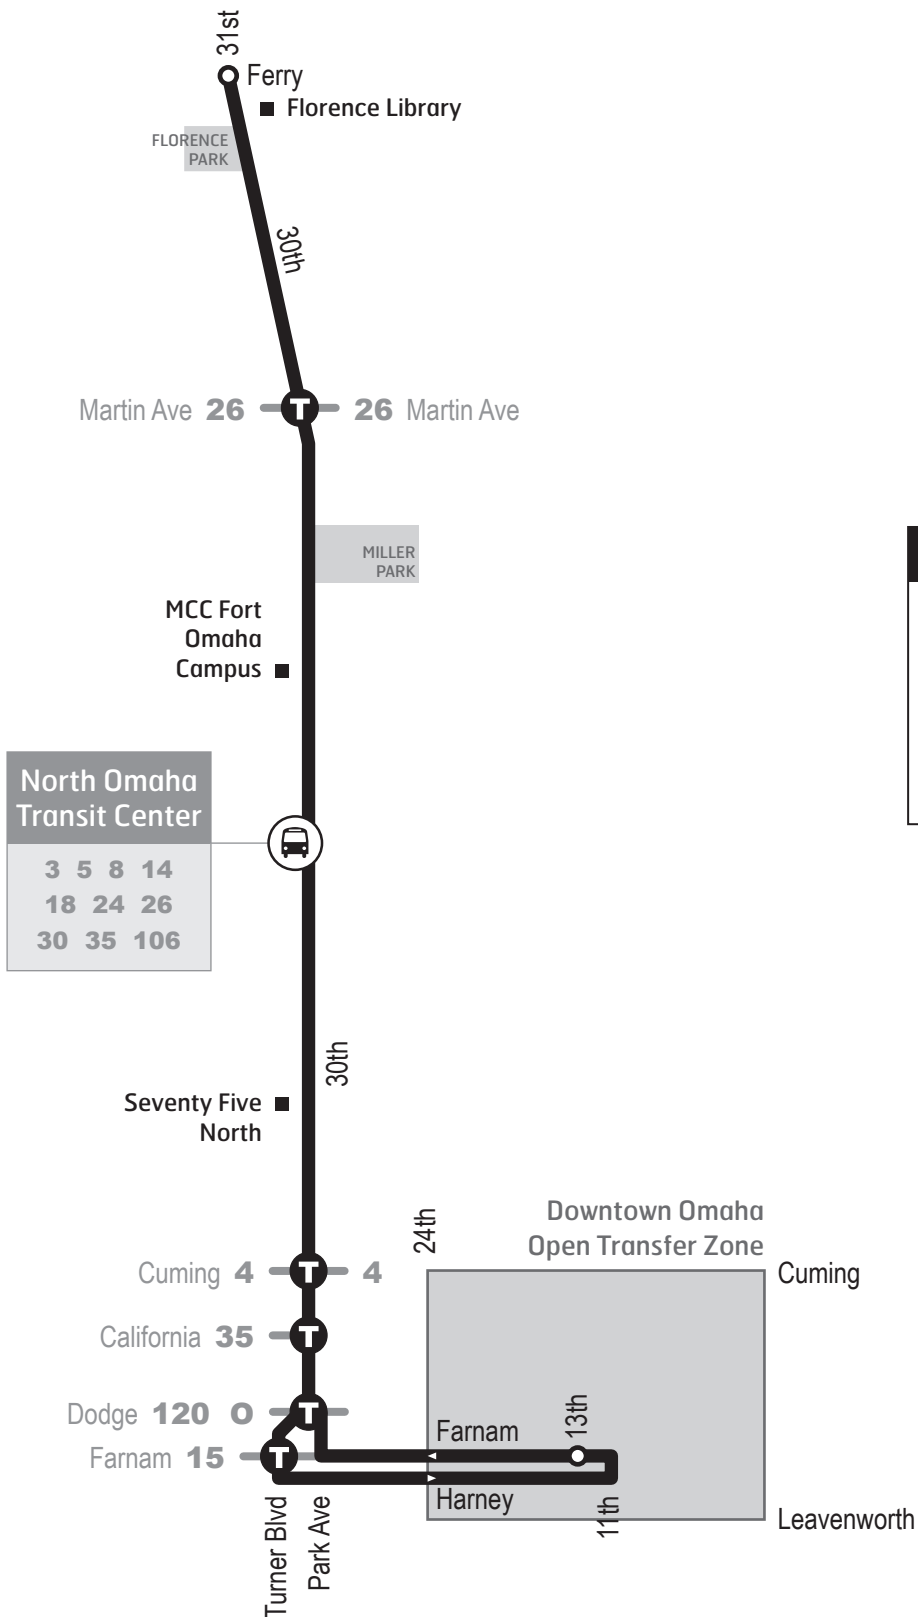 31st
Ferry
Florence Library
FLORENCE
PARK
30th
Martin Ave 26 T 26 Martin Ave
MILLER
PARK
MCC Fort
Omaha
Campus
North Omaha
Transit Center
3 5 8 14
18 24 26
30 35 106
30th
Seventy Five
North
Downtown Omaha
Open Transfer Zone
24th
Cuming 4 T 4
Cuming
California 35 T
Dodge 120 O T
13th
Farnam
Farnam 15 T
Harney
11th
Leavenworth
Turner Blvd
Park Ave